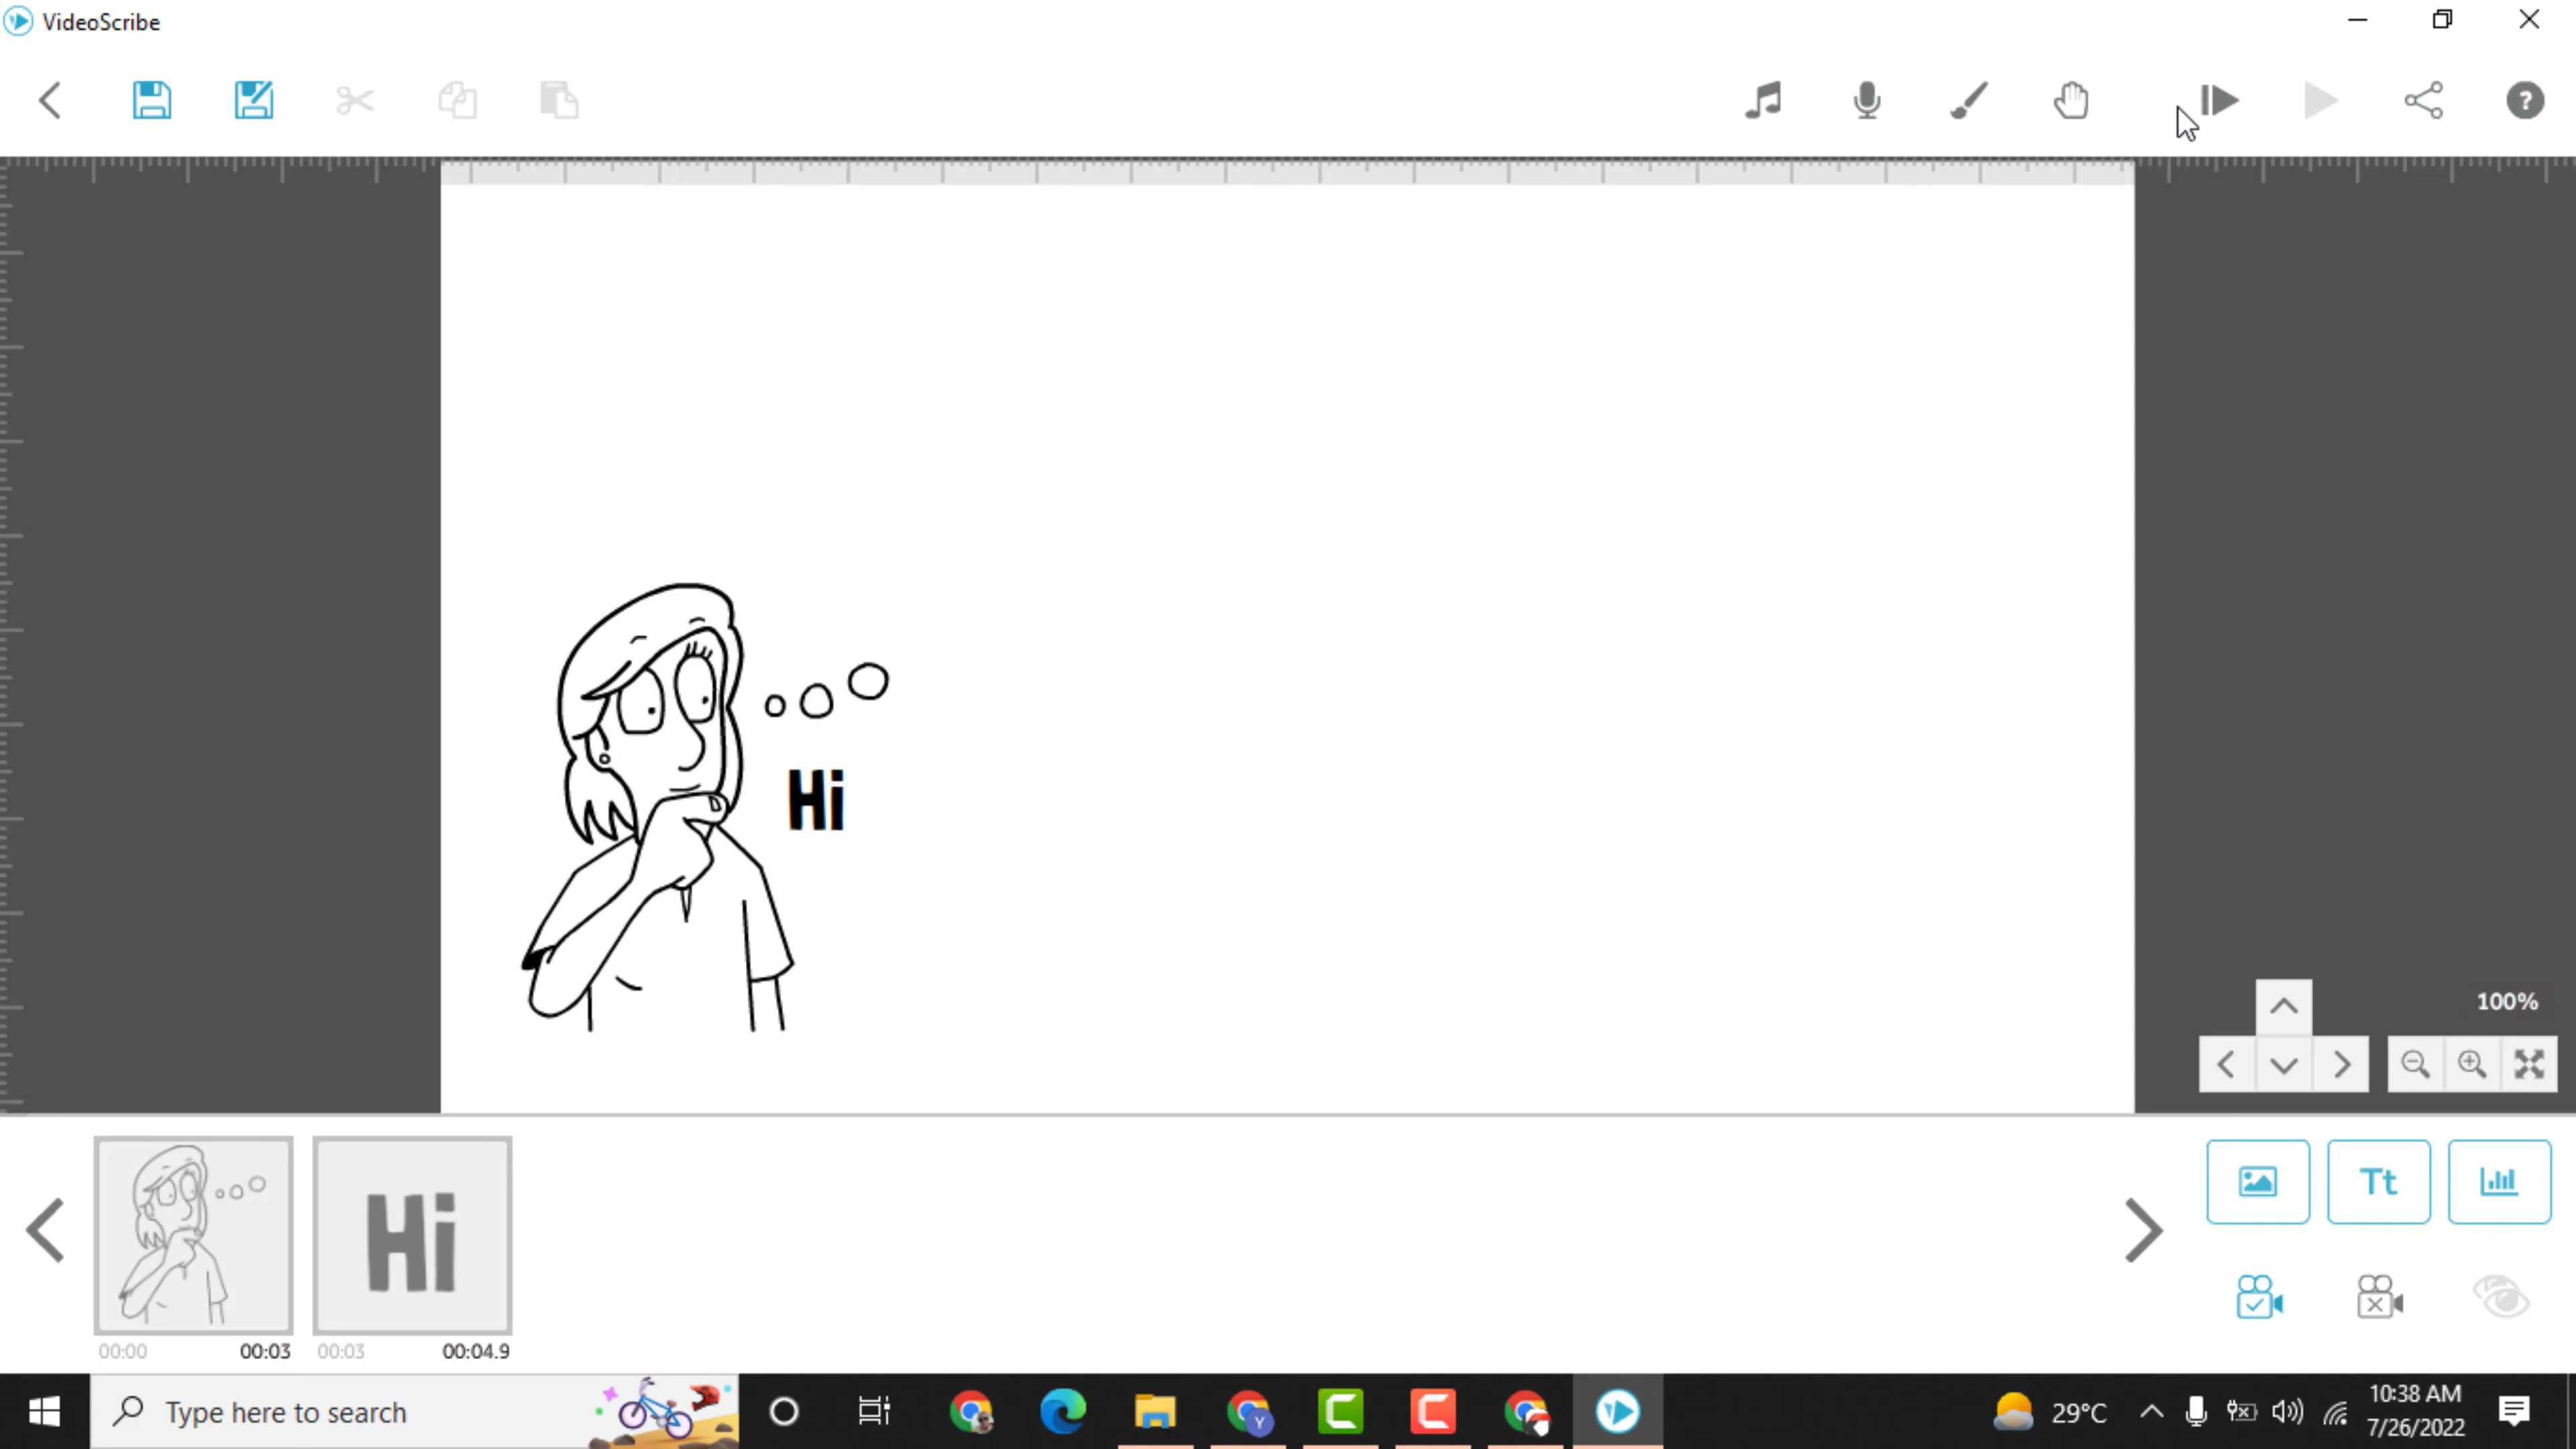 VideoScribe
?
Hi
100%
Hi
Tt
00:00
00:03
00:03
00:04.9
Type here to search
Y
29°C
10:38 AM
7/26/2022